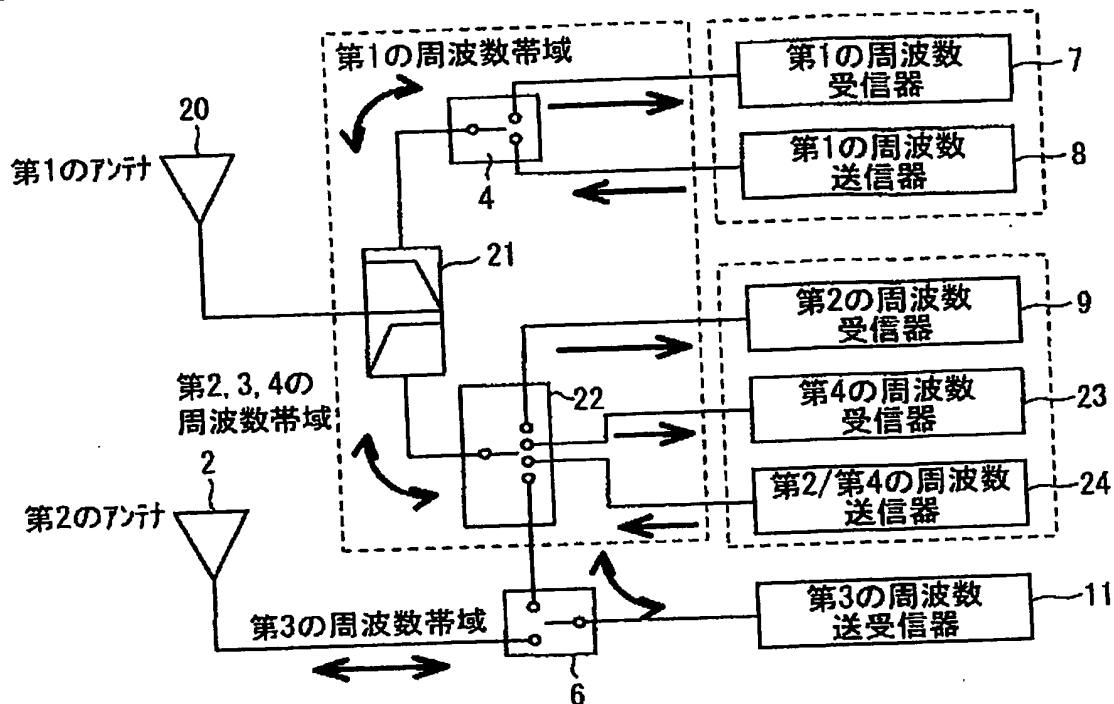 第1の周波数帯域
第1の周波数
受信器
7
20
第1のアンテナ
4
第1の周波数
送信器
8
21
第2の周波数
受信器
9
第2,3,4の
周波数帯域
22
第4の周波数
受信器
23
2
第2のアンテナ
第2/第4の周波数
送信器
24
第3の周波数帯域
第3の周波数
送受信器
11
6